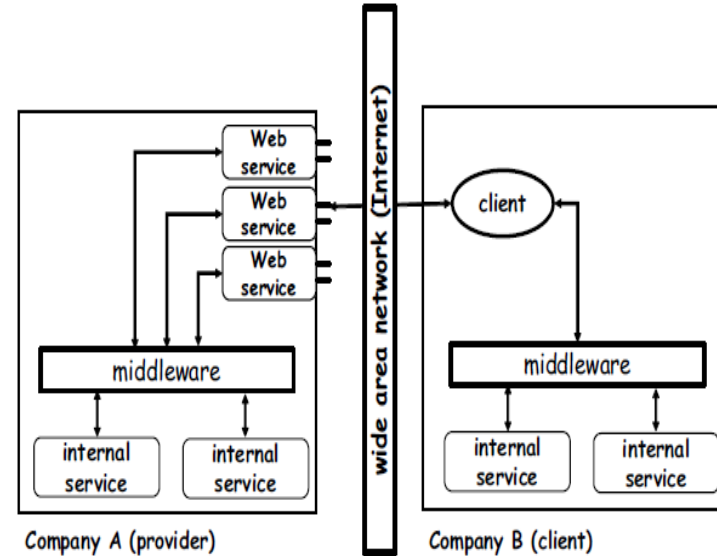 Web
service
Web
service
Web
service
middleware
internal
service
internal
service
Company A (provider)
wide area network (Internet)
client
middleware
internal
service
internal
service
Company B (client)